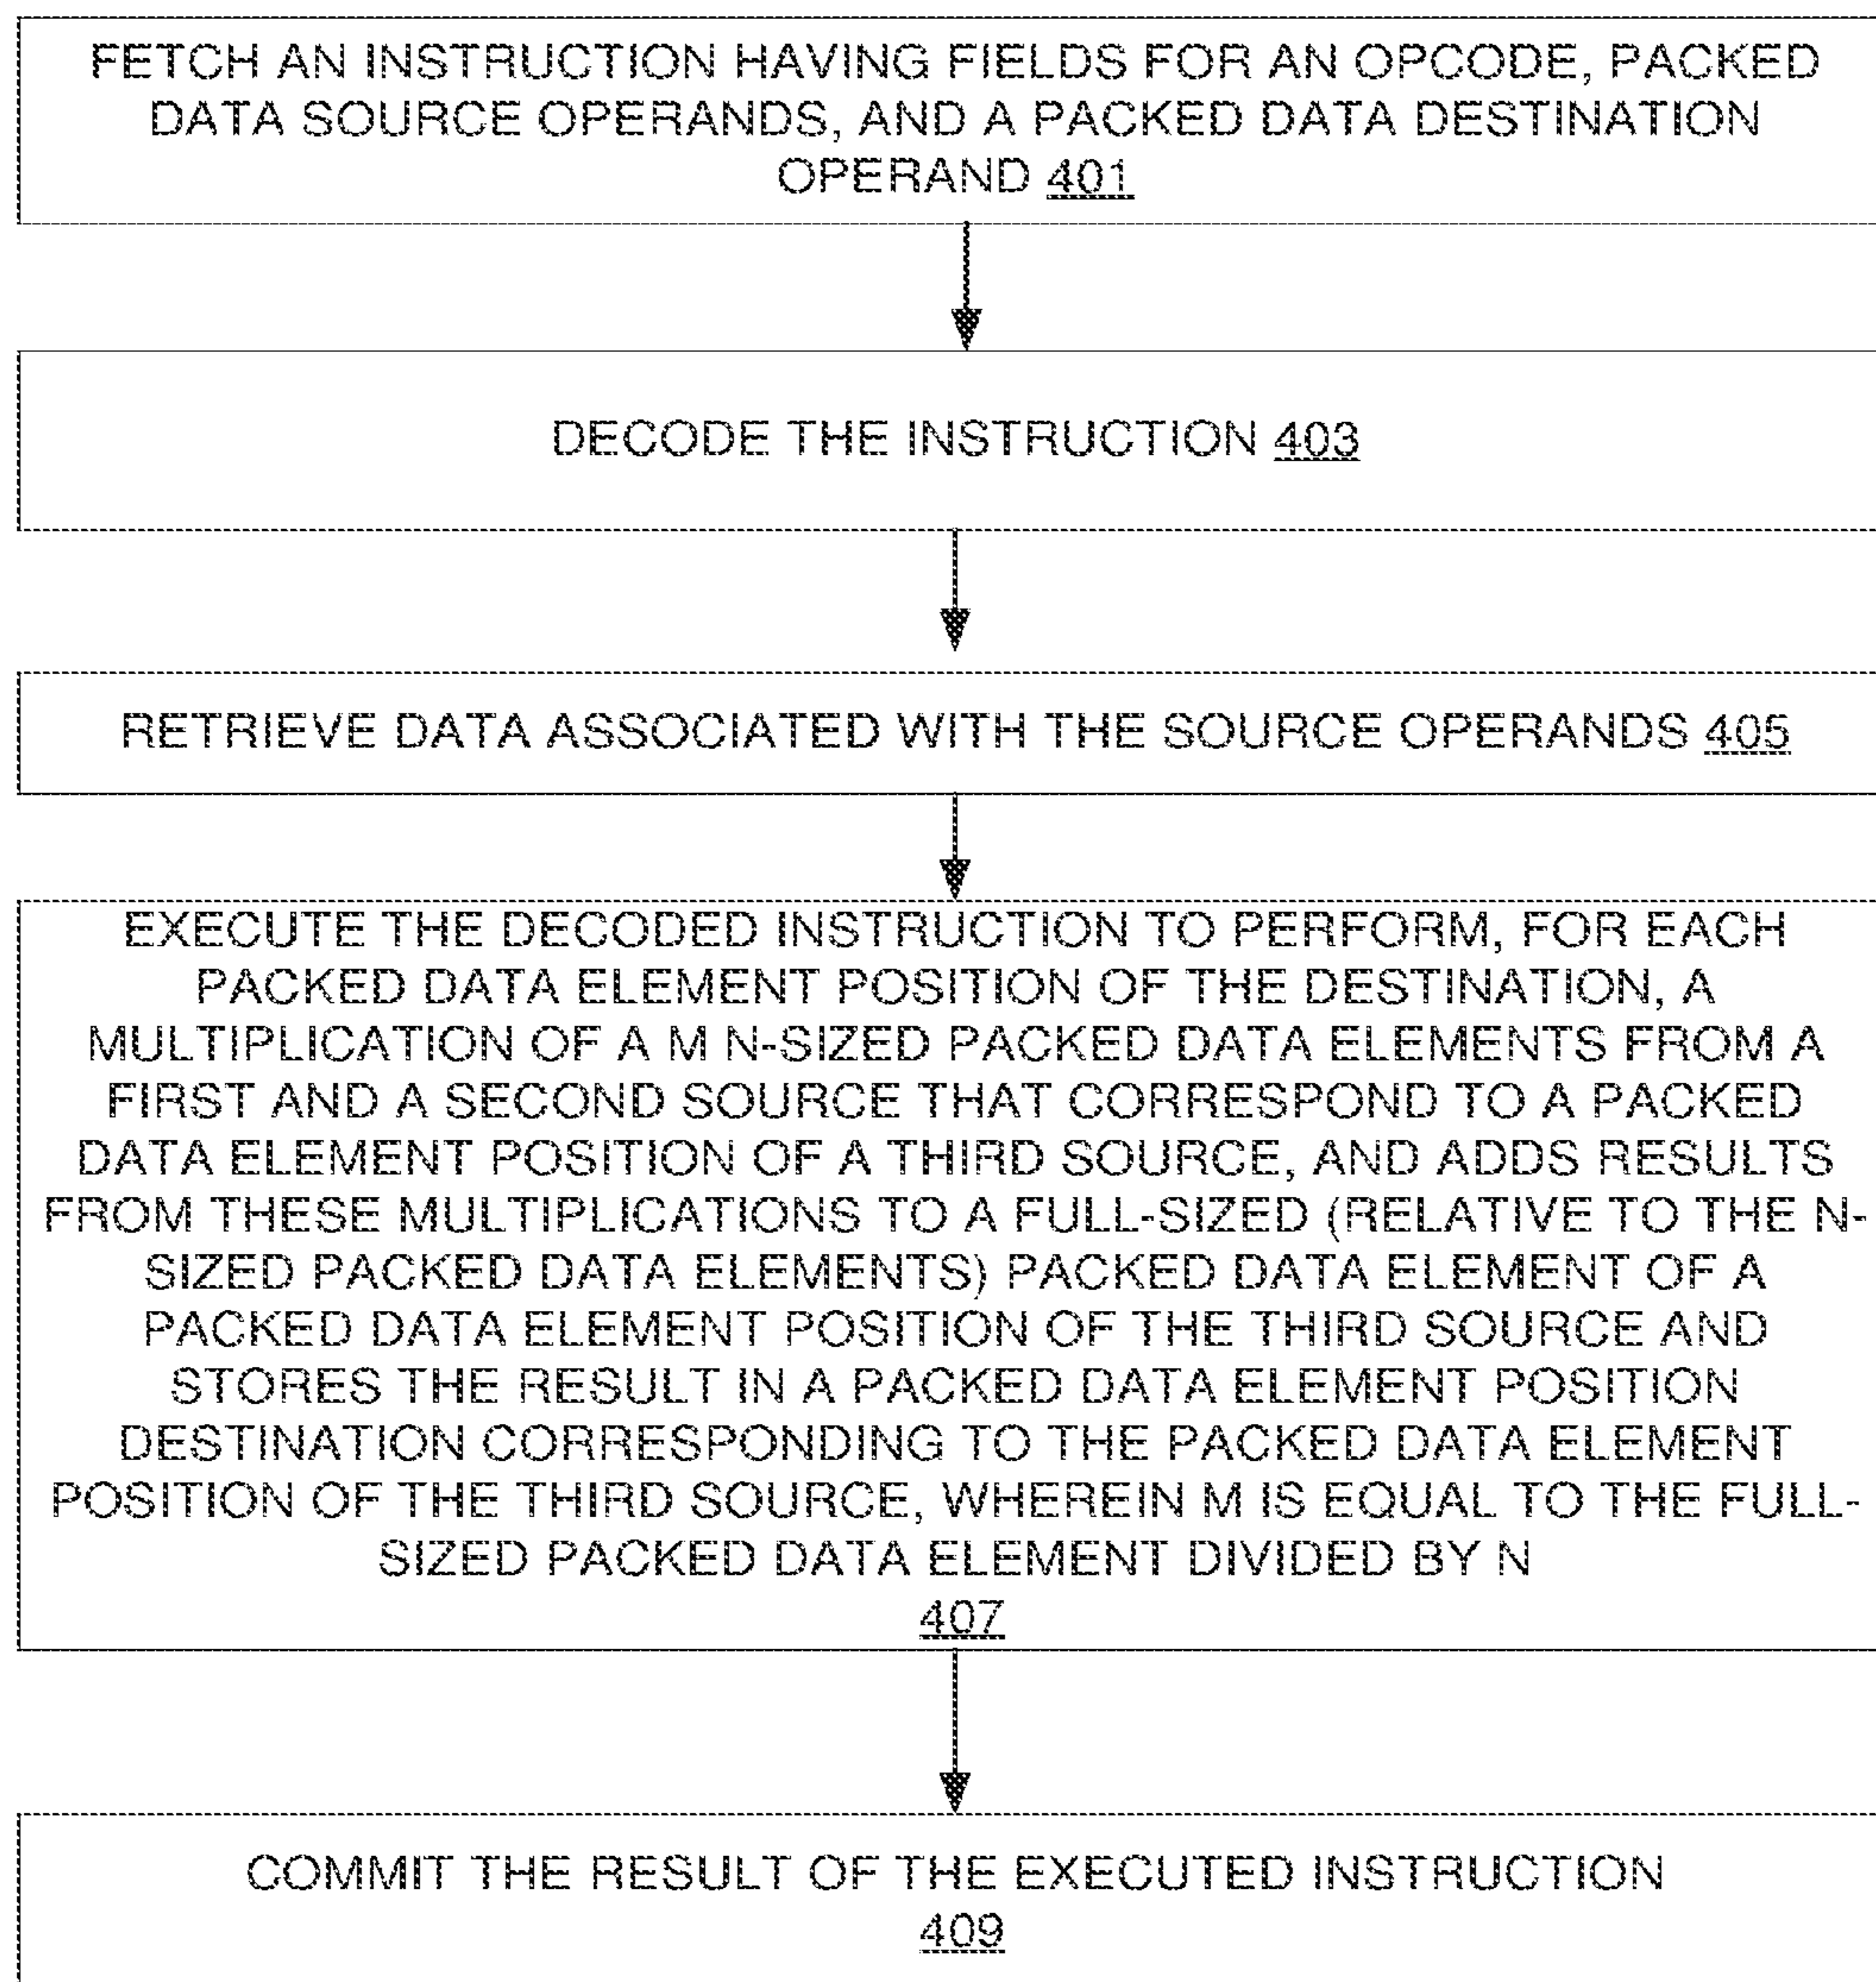 FETCH AN INSTRUCTION HAVING FIELDS FOR AN OPCODE, PACKED
DATA SOURCE OPERANDS, AND A PACKED DATA DESTINATION
OPERAND 401
DECODE THE INSTRUCTION 403
RETRIEVE DATA ASSOCIATED WITH THE SOURCE OPERANDS 405
EXECUTE THE DECODED INSTRUCTION TO PERFORM, FOR EACH
PACKED DATA ELEMENT POSITION OF THE DESTINATION, A
MULTIPLICATION OF A M N-SIZED PACKED DATA ELEMENTS FROM A
FIRST AND A SECOND SOURCE THAT CORRESPOND TO A PACKED
DATA ELEMENT POSITION OF A THIRD SOURCE, AND ADDS RESULTS
FROM THESE MULTIPLICATIONS TO A FULL-SIZED (RELATIVE TO THE N-
SIZED PACKED DATA ELEMENTS) PACKED DATA ELEMENT OF A
PACKED DATA ELEMENT POSITION OF THE THIRD SOURCE AND
STORES THE RESULT IN A PACKED DATA ELEMENT POSITION
DESTINATION CORRESPONDING TO THE PACKED DATA ELEMENT
POSITION OF THE THIRD SOURCE, WHEREIN M IS EQUAL TO THE FULL-
SIZED PACKED DATA ELEMENT DIVIDED BY N
407
COMMIT THE RESULT OF THE EXECUTED INSTRUCTION
409